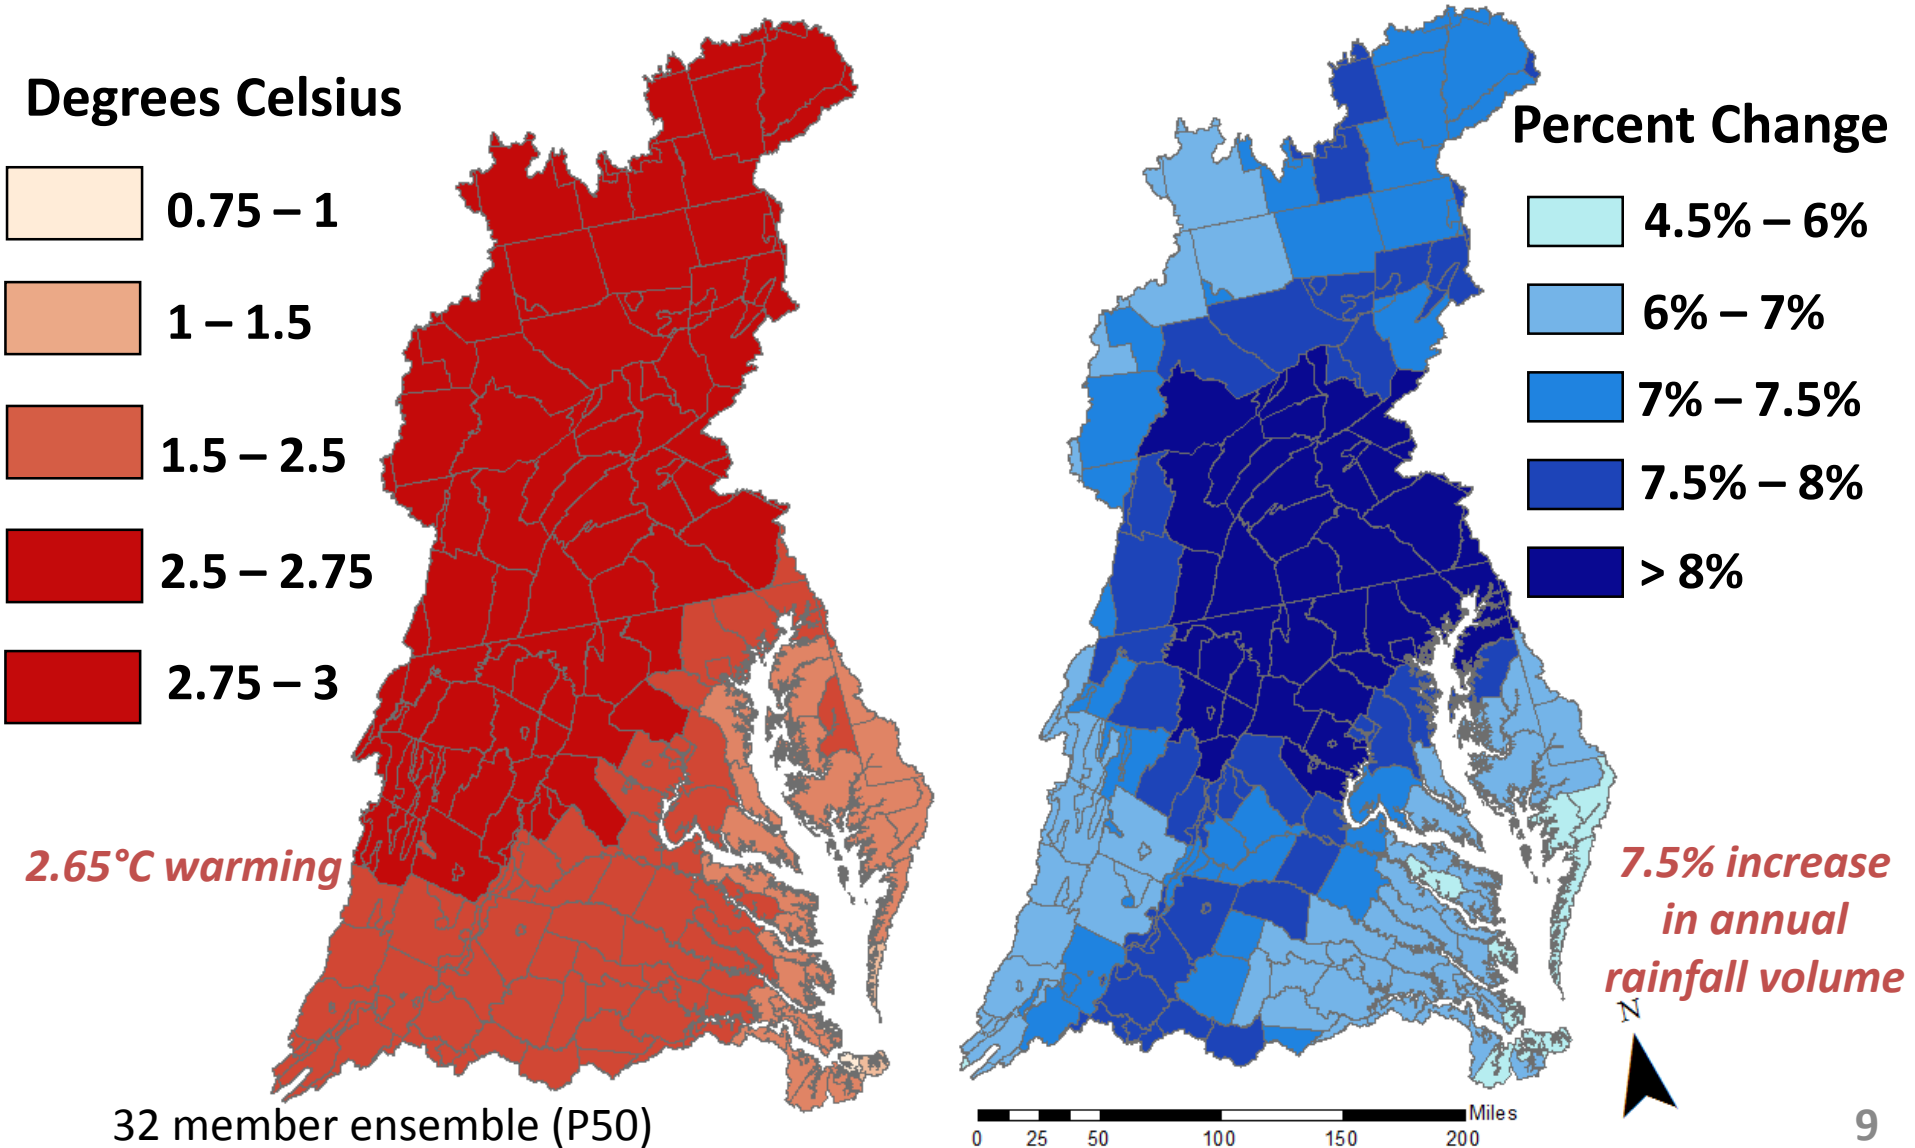 Degrees Celsius
0.75 – 1
1 – 1.5
1.5 – 2.5
2.5 – 2.75
2.75 – 3
2.65°C warming
32 member ensemble (P50)
Percent Change
4.5% – 6%
6% – 7%
7% – 7.5%
7.5% – 8%
> 8%
7.5% increase
in annual
rainfall volume
N
Miles
0 25 50 100 150 200
9